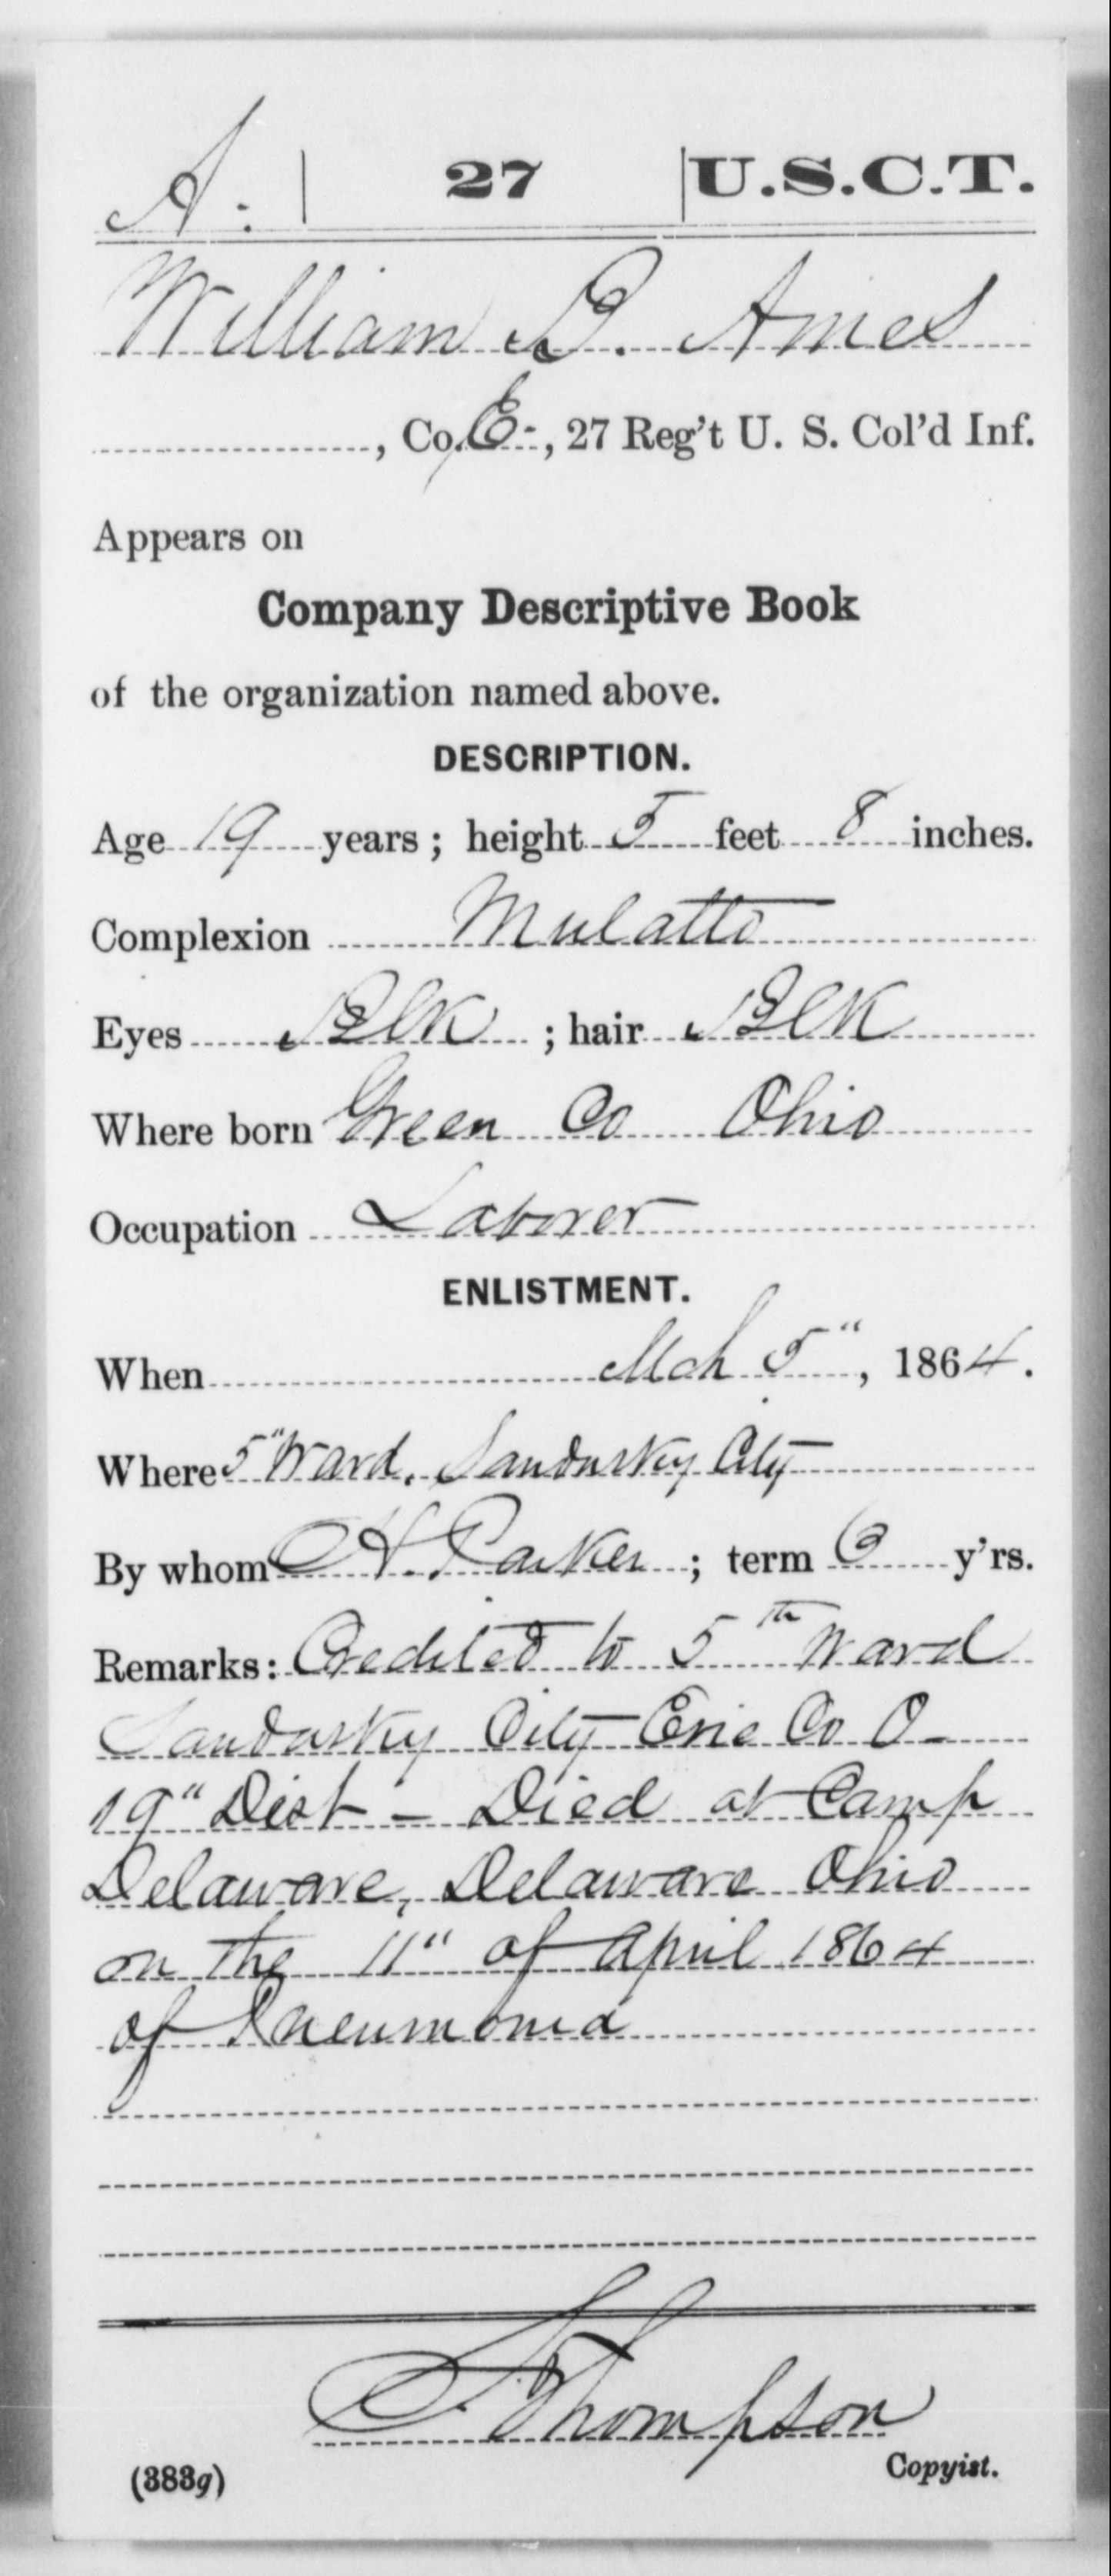 A. | 27 | U.S.C.T.
William D. Ames
, Co. E., 27 Reg't U. S. Col'd Inf.
Appears on
Company Descriptive Book
of the organization named above.
DESCRIPTION.
Age 19 years; height 5 feet 8 inches.
Complexion Mulatto
Eyes Blk ; hair Blk
Where born Green Co Ohio
Occupation Laborer
ENLISTMENT.
When Mch 5", 1864.
Where 5" Ward. Sandusky City
By whom H. Parker ; term 3 y'rs.
Remarks: Credited to 5th Ward
Sandusky City Erie Co O-
19" Dist - Died at Camp
Delaware, Delaware Ohio
on the 11" of April 1864
of Pneumonia
Thompson
Copyist.
(383g)